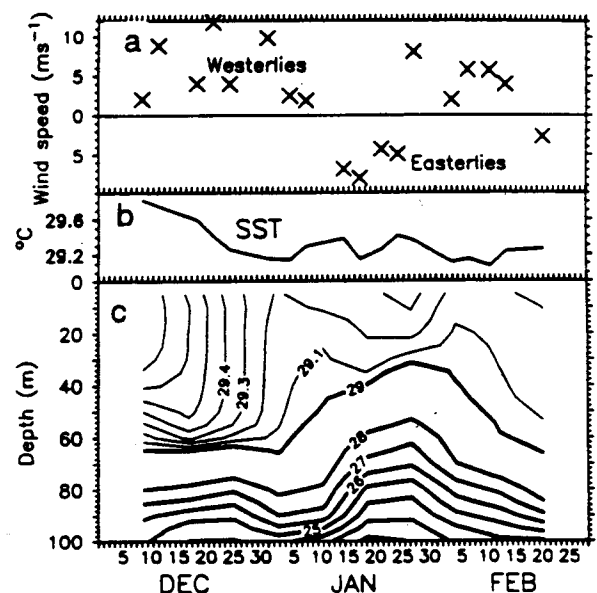 a
Wind speed (ms⁻¹)
10
5
0
5
Westerlies
Easterlies
b
°C
29.6
29.2
SST
c
Depth (m)
0
20
40
60
80
100
29.4
29.3
29.1
29
28
27
26
25
5 10 15 20 25 30 5 10 15 20 25 30 5 10 15 20 25
DEC JAN FEB